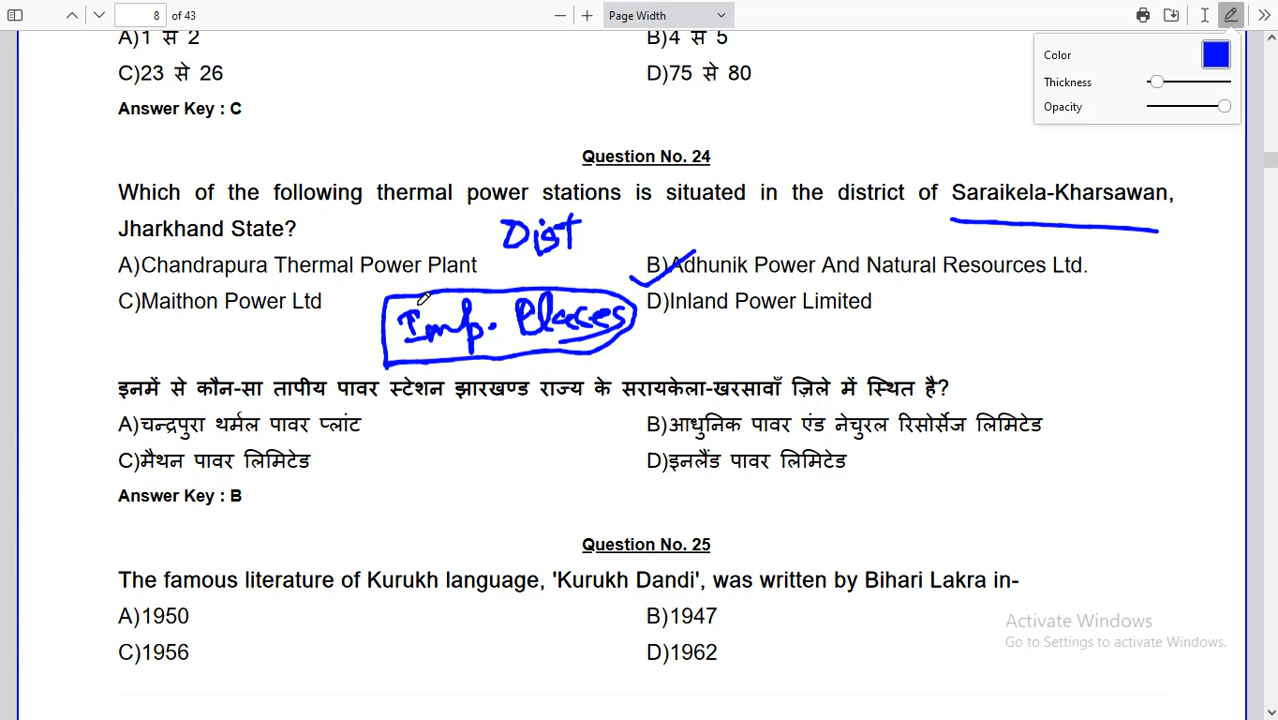 8 of 43 Page Width
A)1 से 2 B)4 से 5
Color
C)23 से 26 D)75 से 80
Thickness
Opacity
Answer Key : C
Question No. 24
Which of the following thermal power stations is situated in the district of Saraikela-Kharsawan,
Jharkhand State?
Dist
A)Chandrapura Thermal Power Plant B)Adhunik Power And Natural Resources Ltd.
C)Maithon Power Ltd D)Inland Power Limited
Imp. Places
इनमें से कौन-सा तापीय पावर स्टेशन झारखण्ड राज्य के सरायकेला-खरसावाँ ज़िले में स्थित है?
A)चन्द्रपुरा थर्मल पावर प्लांट B)आधुनिक पावर एंड नेचुरल रिसोर्सेज लिमिटेड
C)मैथन पावर लिमिटेड D)इनलैंड पावर लिमिटेड
Answer Key : B
Question No. 25
The famous literature of Kurukh language, 'Kurukh Dandi', was written by Bihari Lakra in-
A)1950 B)1947
Activate Windows
Go to Settings to activate Windows.
C)1956 D)1962